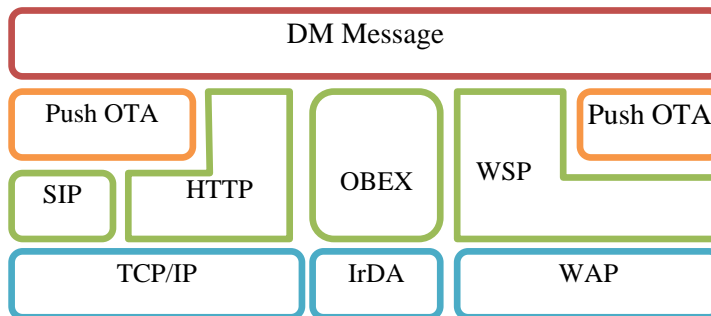 DM Message
Push OTA
Push OTA
SIP
HTTP
OBEX
WSP
TCP/IP
IrDA
WAP